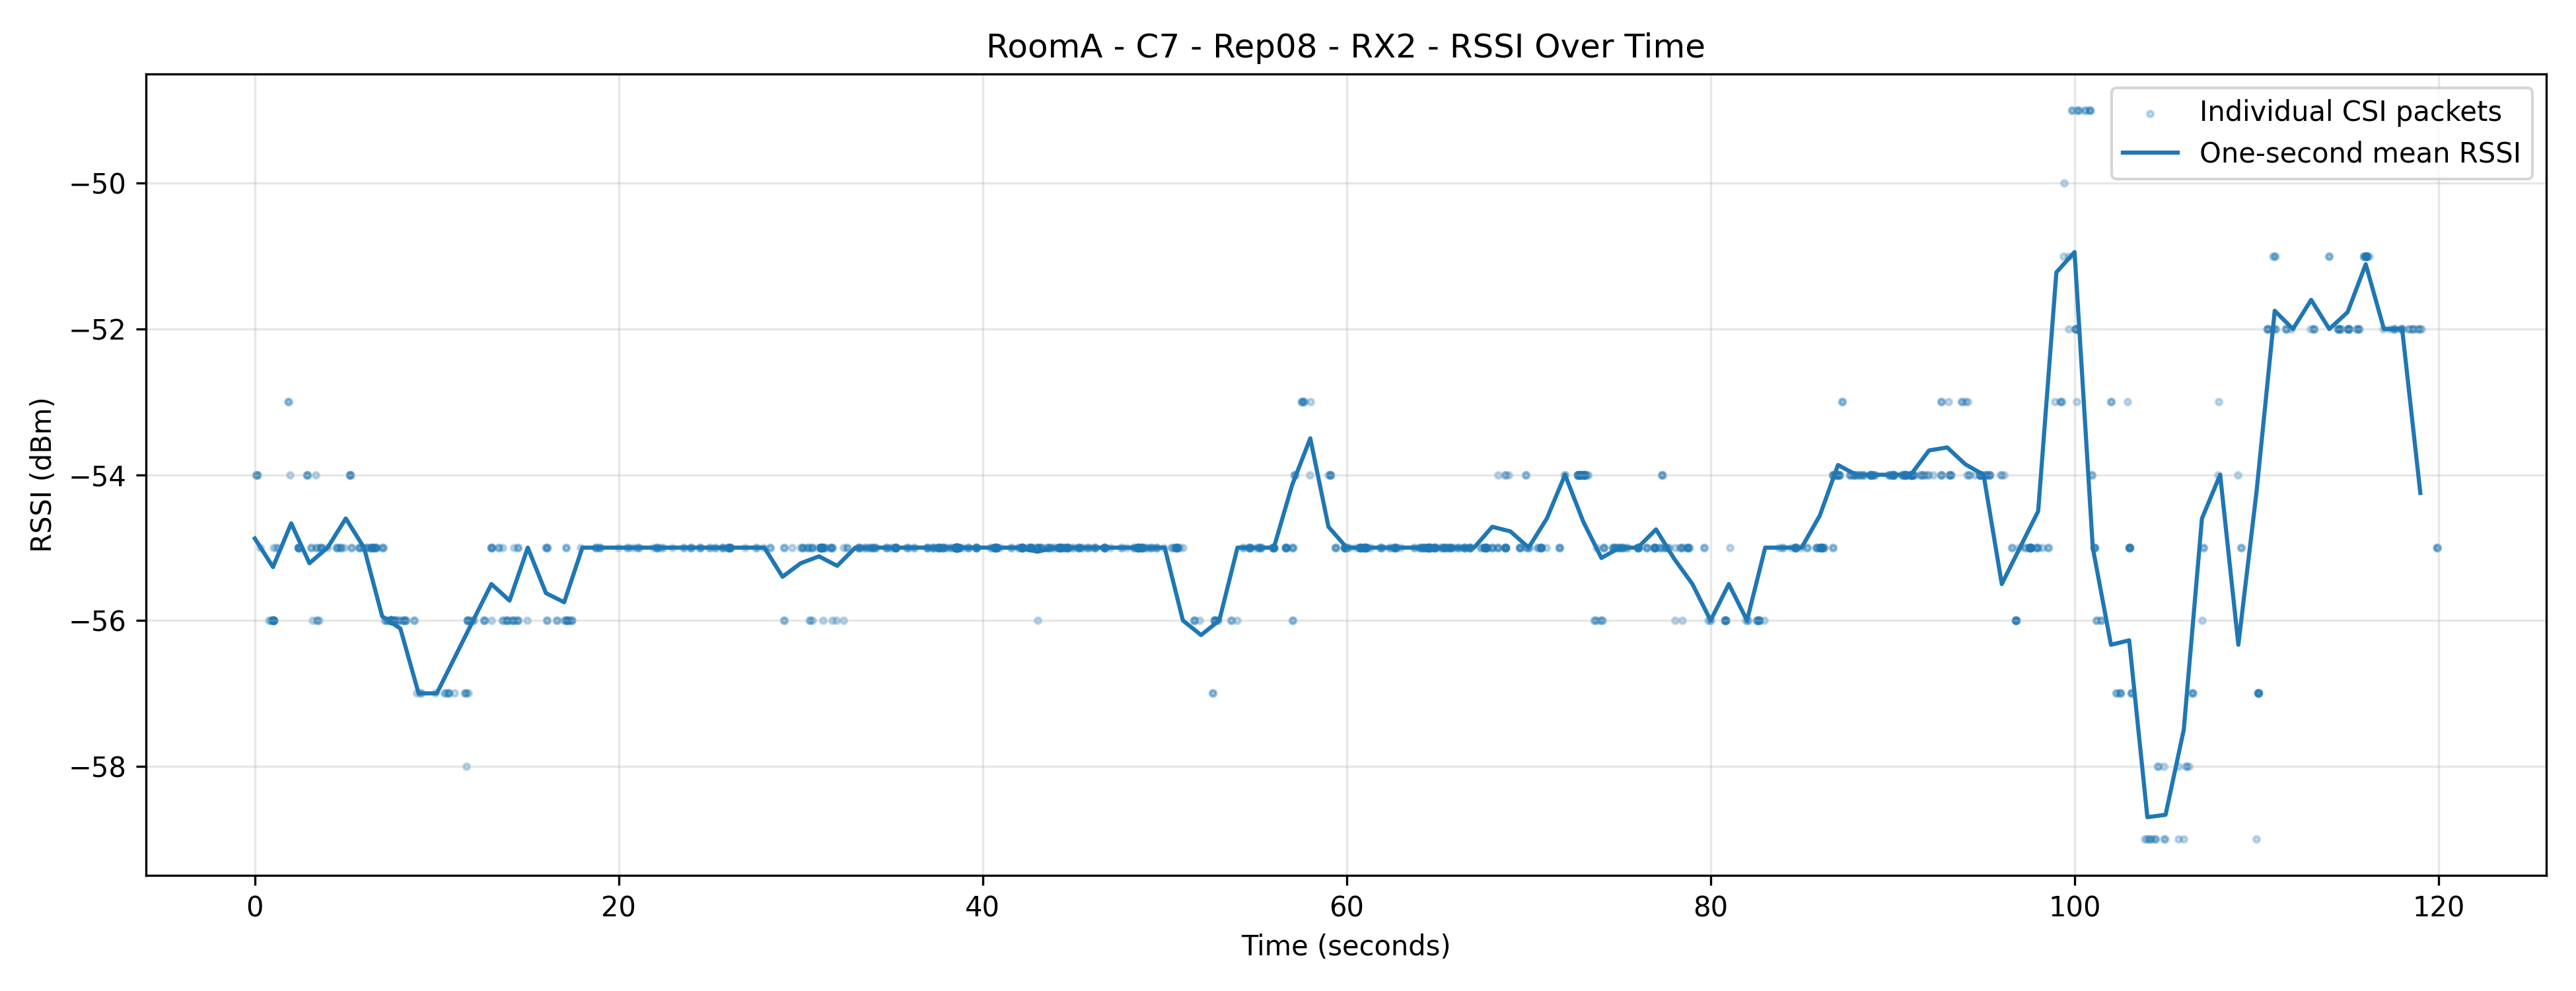 RoomA - C7 - Rep08 - RX2 - RSSI Over Time
Individual CSI packets
One-second mean RSSI
RSSI (dBm)
−50
−52
−54
−56
−58
0 20 40 60 80 100 120
Time (seconds)